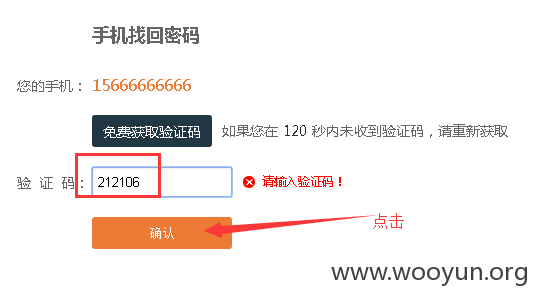 手机找回密码
您的手机： 15666666666
免费获取验证码 如果您在 120 秒内未收到验证码，请重新获取
验 证 码： 212106 请输入验证码！
确认
点击
www.wooyun.org